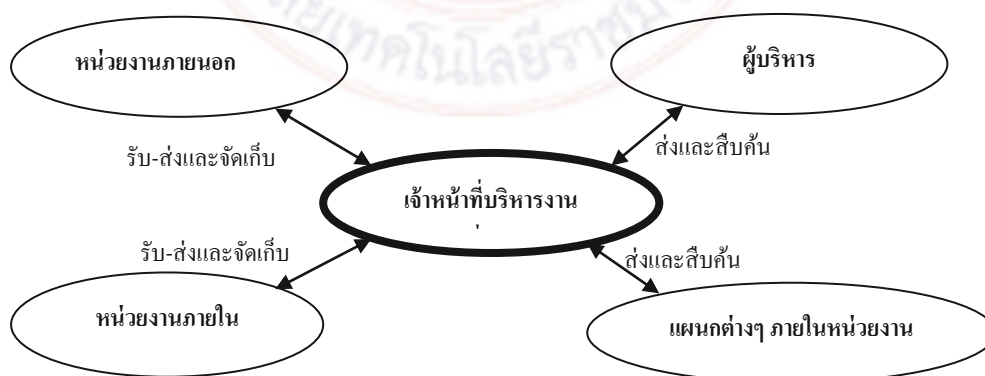 หน่วยงานภายนอก
ผู้บริหาร
รับ-ส่งและจัดเก็บ
ส่งและสืบค้น
เจ้าหน้าที่บริหารงาน
รับ-ส่งและจัดเก็บ
ส่งและสืบค้น
หน่วยงานภายใน
แผนกต่างๆ ภายในหน่วยงาน